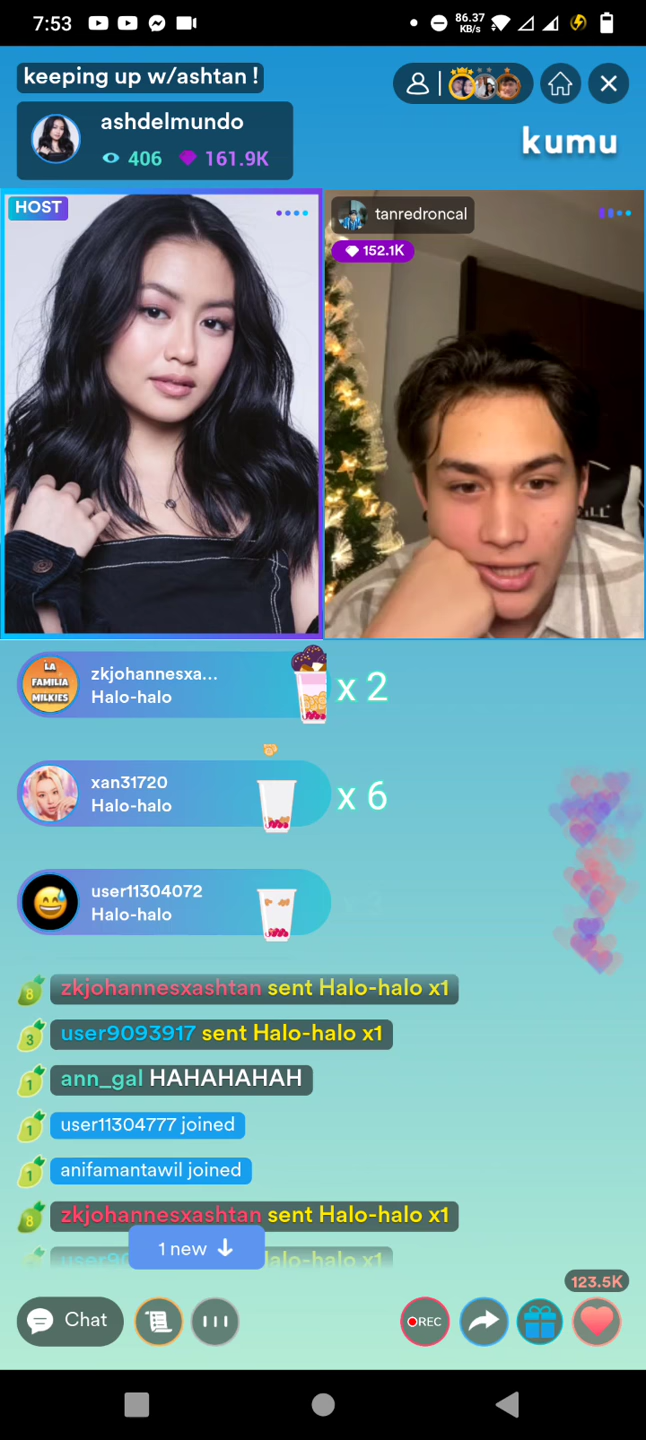 7:53
86.37
KB/s
keeping up w/ashtan !
ashdelmundo
406
161.9K
kumu
HOST
tanredroncal
152.1K
LA
FAMILIA
MILKIES
zkjohannesxa...
Halo-halo
x 2
xan31720
Halo-halo
x 6
user11304072
Halo-halo
8
zkjohannesxashtan sent Halo-halo x1
3
user9093917 sent Halo-halo x1
1
ann_gal HAHAHAHAH
1
user11304777 joined
1
anifamantawil joined
8
zkjohannesxashtan sent Halo-halo x1
1 new
123.5K
Chat
REC